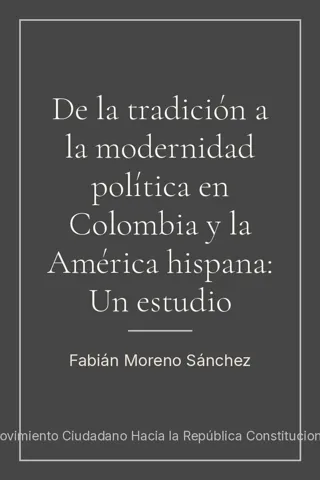 De la tradición a
la modernidad
política en
Colombia y la
América hispana:
Un estudio
Fabián Moreno Sánchez
ovimiento Ciudadano Hacia la República Constitucion